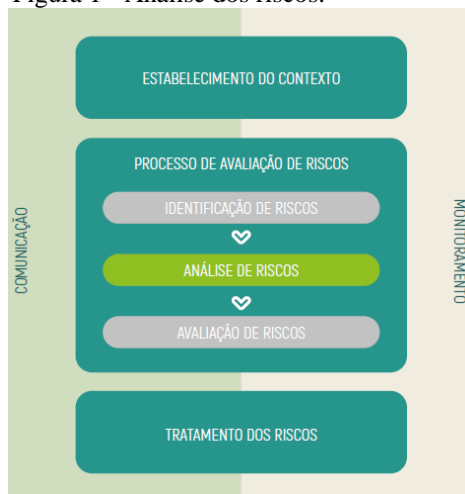 Figura 1 - Análise dos riscos.
ESTABELECIMENTO DO CONTEXTO
PROCESSO DE AVALIAÇÃO DE RISCOS
IDENTIFICAÇÃO DE RISCOS
ANÁLISE DE RISCOS
AVALIAÇÃO DE RISCOS
TRATAMENTO DOS RISCOS
COMUNICAÇÃO
MONITORAMENTO